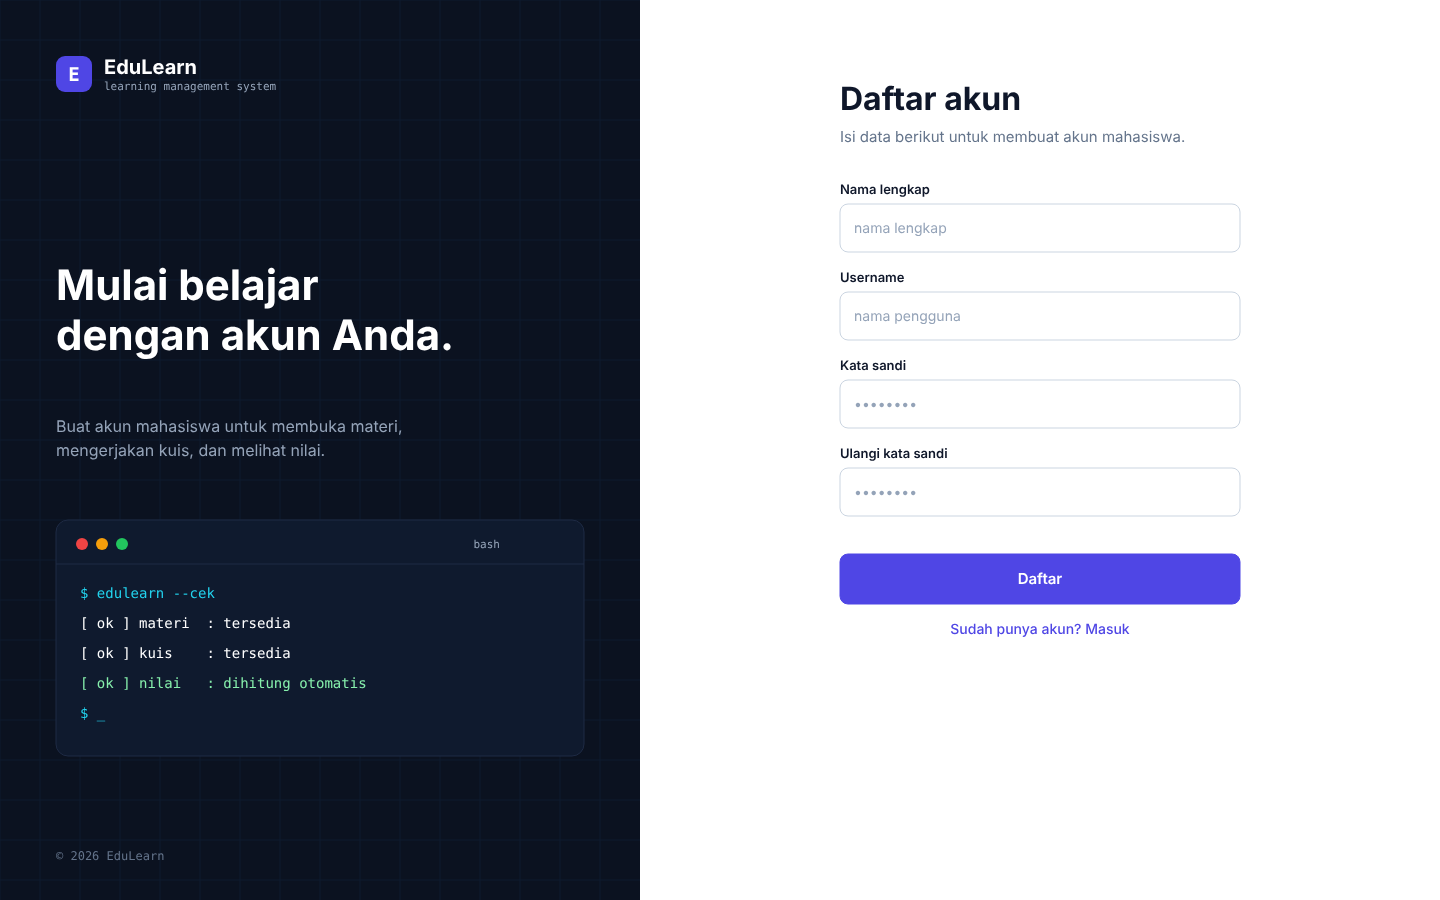 E
EduLearn
learning management system
Mulai belajar
dengan akun Anda.
Buat akun mahasiswa untuk membuka materi,
mengerjakan kuis, dan melihat nilai.
bash
$ edulearn --cek
[ ok ] materi  : tersedia
[ ok ] kuis    : tersedia
[ ok ] nilai   : dihitung otomatis
$ _
© 2026 EduLearn
Daftar akun
Isi data berikut untuk membuat akun mahasiswa.
Nama lengkap
nama lengkap
Username
nama pengguna
Kata sandi
••••••••
Ulangi kata sandi
••••••••
Daftar
Sudah punya akun? Masuk